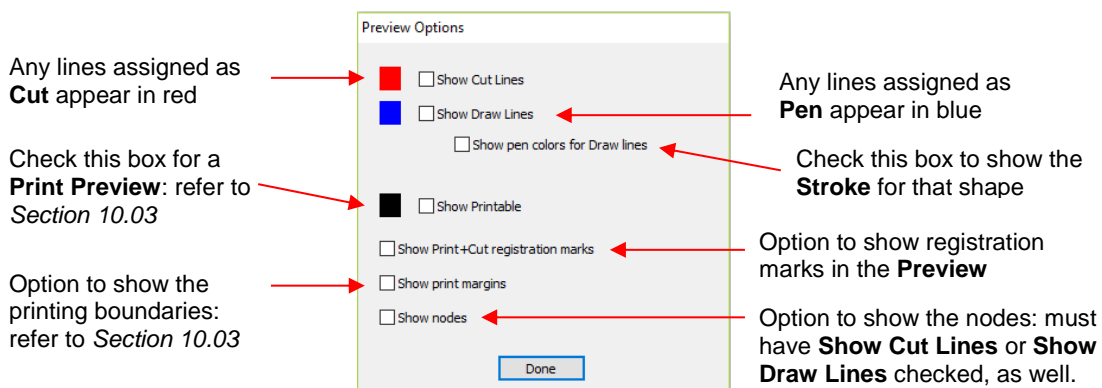 Preview Options
Any lines assigned as
Cut appear in red
Show Cut Lines
Any lines assigned as
Pen appear in blue
Show Draw Lines
Show pen colors for Draw lines
Check this box for a
Print Preview: refer to
Section 10.03
Check this box to show the
Stroke for that shape
Show Printable
Show Print+Cut registration marks
Option to show registration
marks in the Preview
Option to show the
printing boundaries:
refer to Section 10.03
Show print margins
Show nodes
Option to show the nodes: must
have Show Cut Lines or Show
Draw Lines checked, as well.
Done